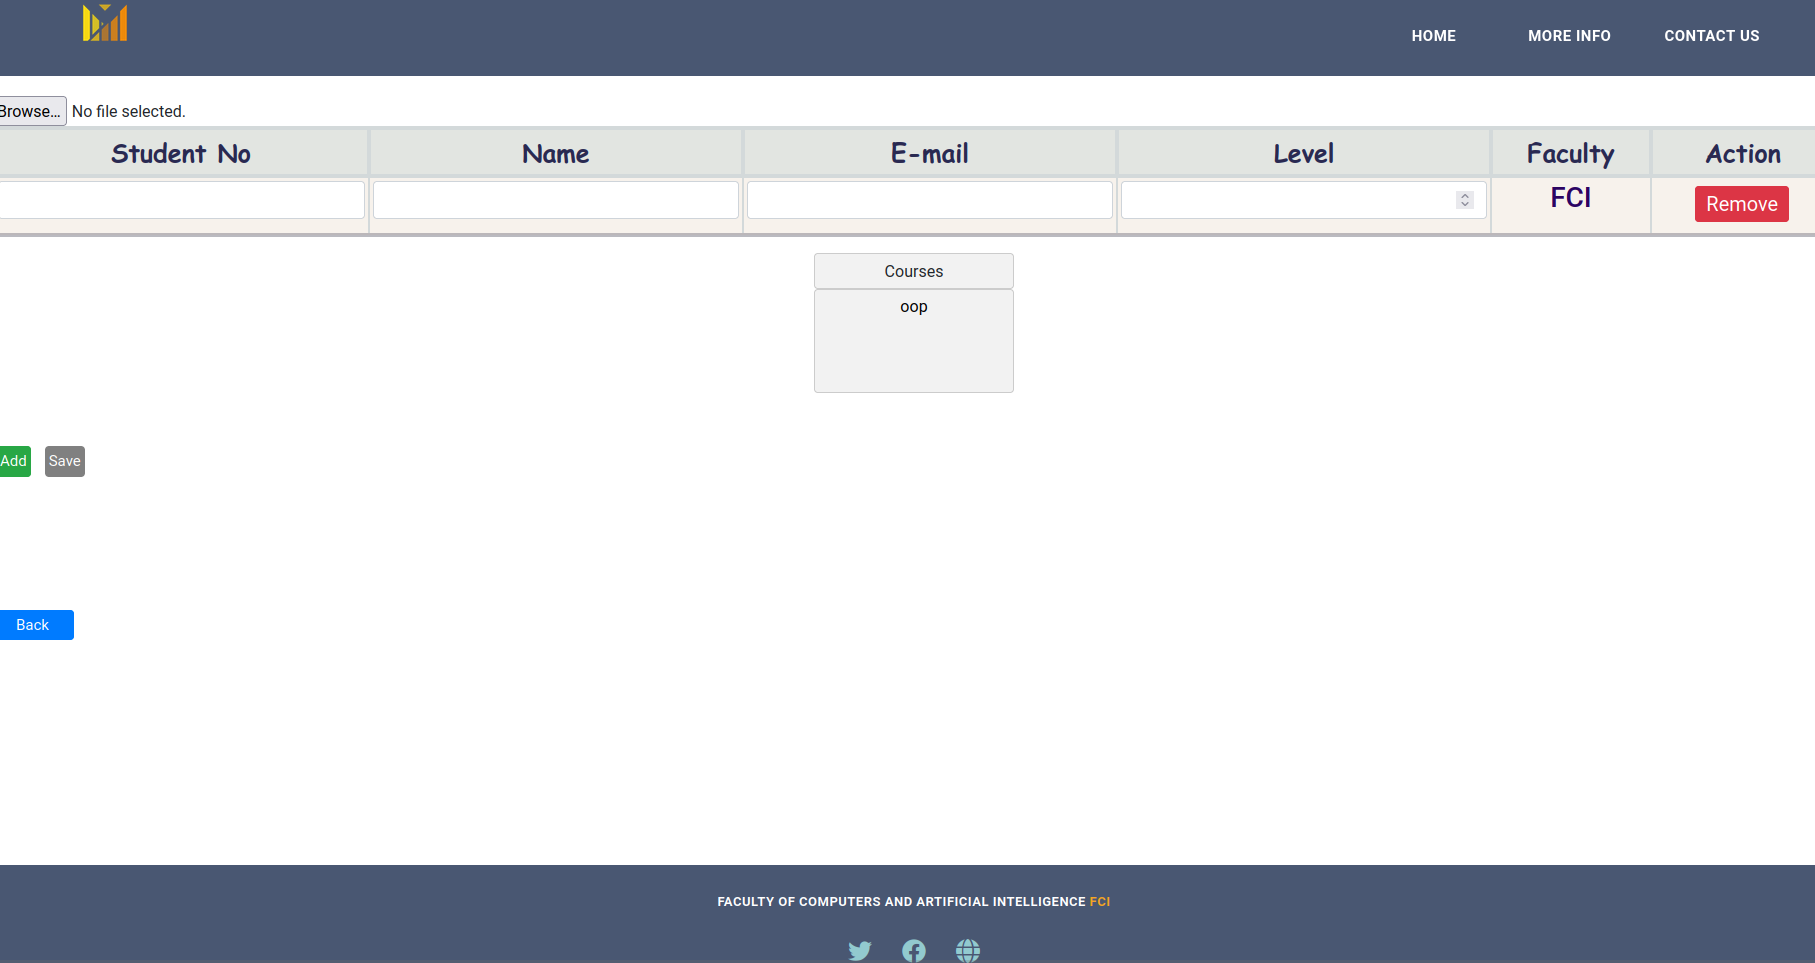 HOME MORE INFO CONTACT US
Browse... No file selected.
Student No Name E-mail Level Faculty Action
FCI Remove
Courses
oop
Add Save
Back
FACULTY OF COMPUTERS AND ARTIFICIAL INTELLIGENCE FCI